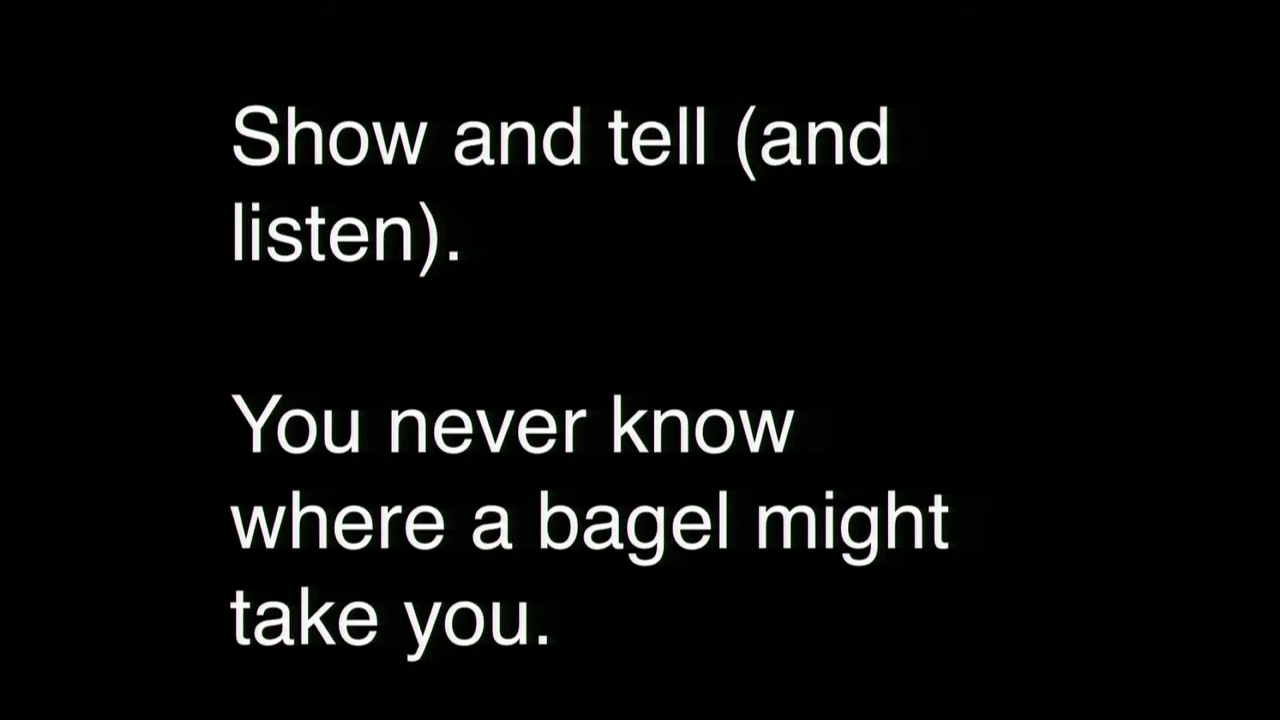 Show and tell (and
listen).
You never know
where a bagel might
take you.